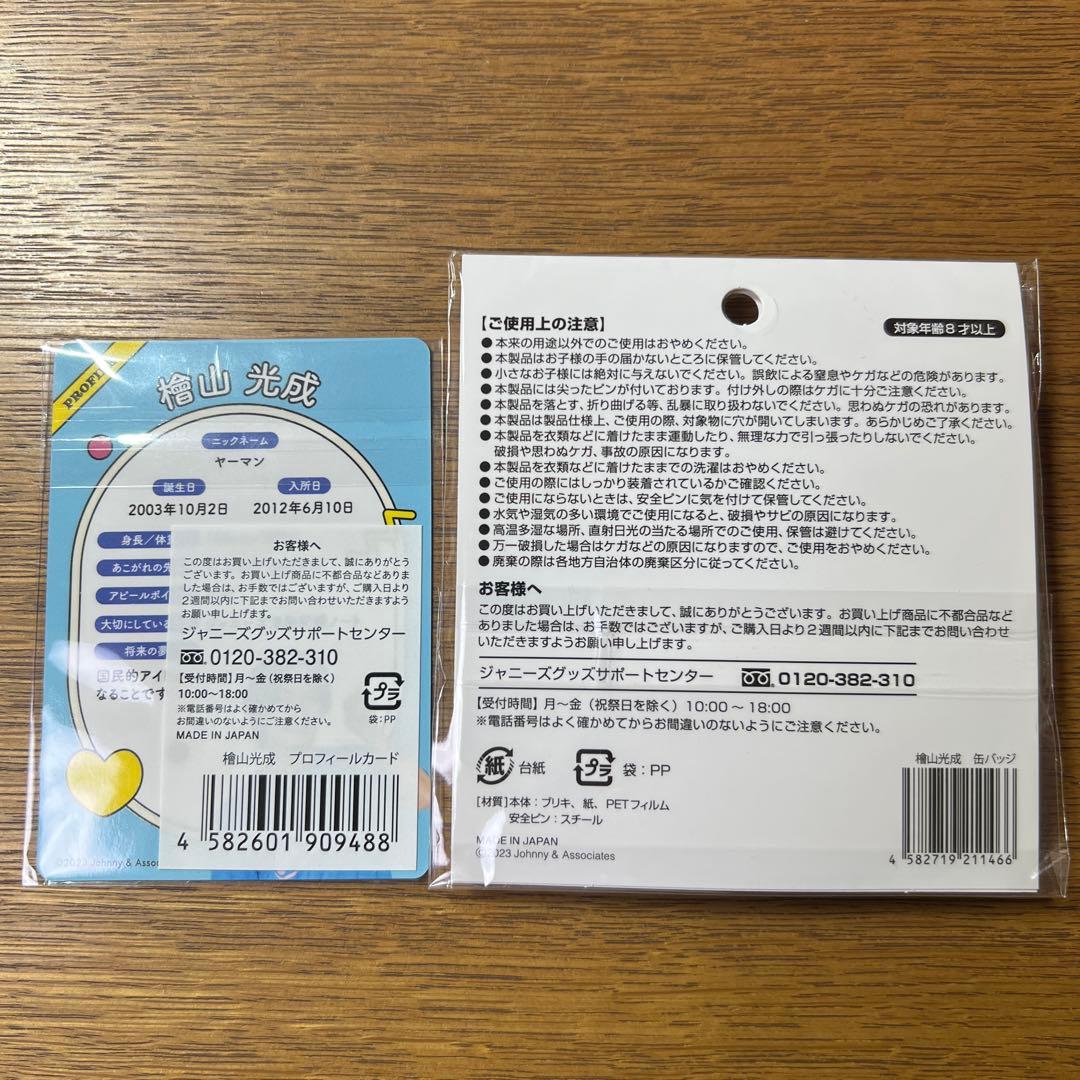 PROFI
檜山 光成
ニックネーム
ヤーマン
誕生日
入所日
2003年10月2日
2012年6月10日
身長／体
あこがれの先
アピールポイ
大切にしている
将来の夢
国民的アイ
なることです
©2023 Johnny & Asso
お客様へ
この度はお買い上げいただきまして、誠にありがとう
ございます。お買い上げ商品に不都合品などありま
した場合は、お手数ではございますが、ご購入日より
２週間以内に下記までお問い合わせいただきますよう
お願い申し上げます。
ジャニーズグッズサポートセンター
0120-382-310
【受付時間】月～金（祝祭日を除く）
10:00～18:00
※電話番号はよく確かめてから
お間違いのないようにご注意ください。
MADE IN JAPAN
プラ
袋：PP
檜山光成　プロフィールカード
4 582601 909488
【ご使用上の注意】
対象年齢８才以上
●本来の用途以外でのご使用はおやめください。
●本製品はお子様の手の届かないところに保管してください。
●小さなお子様には絶対に与えないでください。誤飲による窒息やケガなどの危険があります。
●本製品には尖ったピンが付いております。付け外しの際はケガに十分ご注意ください。
●本製品を落とす、折り曲げる等、乱暴に取り扱わないでください。思わぬケガの恐れがあります。
●本製品は製品仕様上、ご使用の際、対象物に穴が開いてしまいます。あらかじめご了承ください。
●本製品を衣類などに着けたまま運動したり、無理な力で引っ張ったりしないでください。
破損や思わぬケガ、事故の原因になります。
●本製品を衣類などに着けたままでの洗濯はおやめください。
●ご使用の際にはしっかり装着されているかご確認ください。
●ご使用にならないときは、安全ピンに気を付けて保管してください。
●水気や湿気の多い環境でご使用になると、破損やサビの原因になります。
●高温多湿な場所、直射日光の当たる場所でのご使用、保管は避けてください。
●万一破損した場合はケガなどの原因になりますので、ご使用をおやめください。
●廃棄の際は各地方自治体の廃棄区分に従ってください。
お客様へ
この度はお買い上げいただきまして、誠にありがとうございます。お買い上げ商品に不都合品など
ありました場合は、お手数ではございますが、ご購入日より２週間以内に下記までお問い合わせ
いただきますようお願い申し上げます。
ジャニーズグッズサポートセンター 0120-382-310
【受付時間】月～金（祝祭日を除く）10:00～18:00
※電話番号はよく確かめてからお間違いのないようにご注意ください。
紙 台紙 プラ 袋：PP
[材質]本体：ブリキ、紙、PETフィルム
安全ピン：スチール
MADE IN JAPAN
©2023 Johnny & Associates
檜山光成　缶バッジ
4 582719 211466